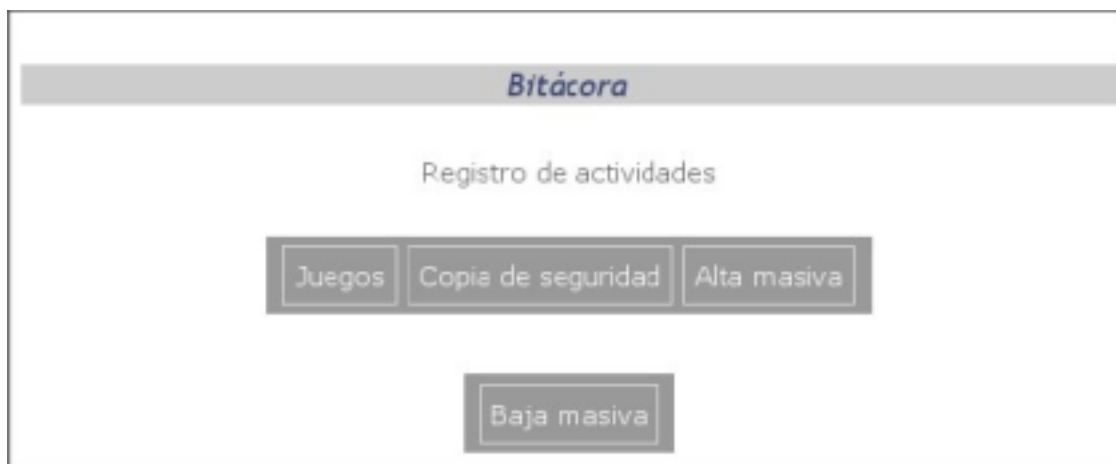 Bitácora
Registro de actividades
Juegos Copia de seguridad Alta masiva
Baja masiva